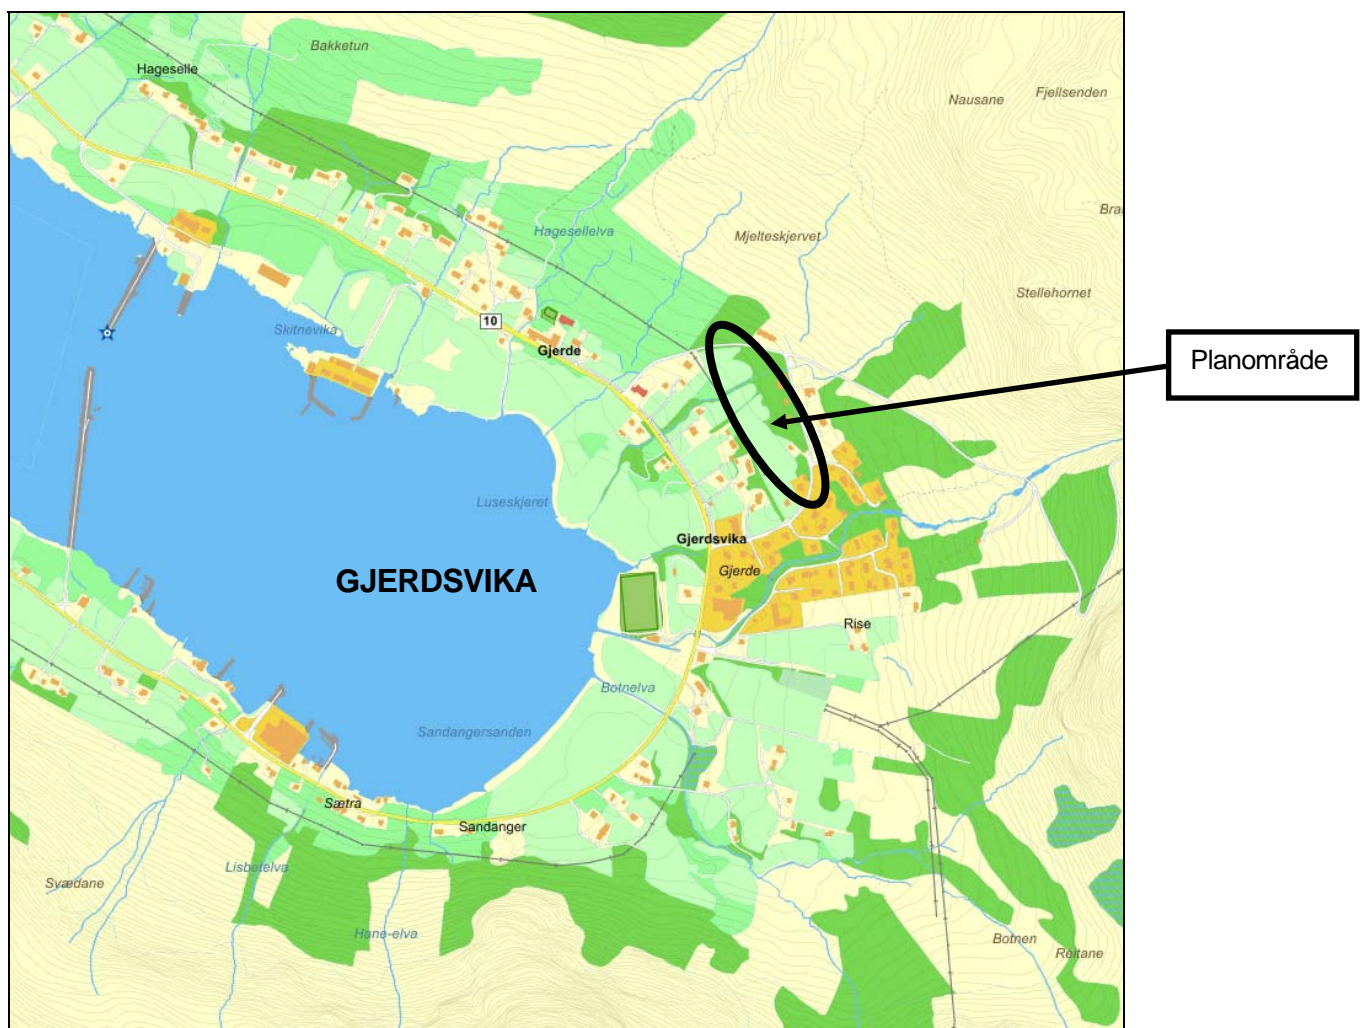 Bakketun
Hageselle
Nausane
Fjellsenden
Hagesellelva
Mjelteskjervet
Bra
Stellehornet
Skitnevika
10
Gjerde
Planområde
Luseskjeret
Gjerdsvika
GJERDSVIKA
Gjerde
Rise
Botnelva
Sandangersanden
Sætra
Sandanger
Lisbetelva
Svædane
Hane-elva
Botnen
Reitane